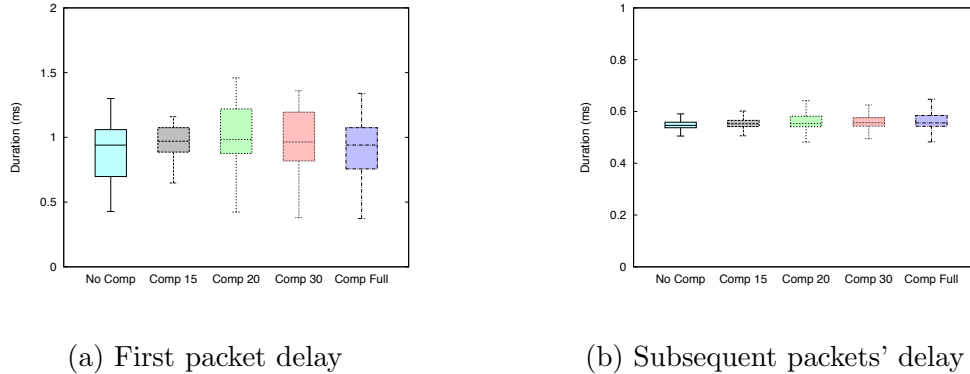 2
1.5
1
0.5
0
Duration (ms)
No Comp Comp 15 Comp 20 Comp 30 Comp Full
(a) First packet delay
1
0.8
0.6
0.4
0.2
0
Duration (ms)
No Comp Comp 15 Comp 20 Comp 30 Comp Full
(b) Subsequent packets' delay